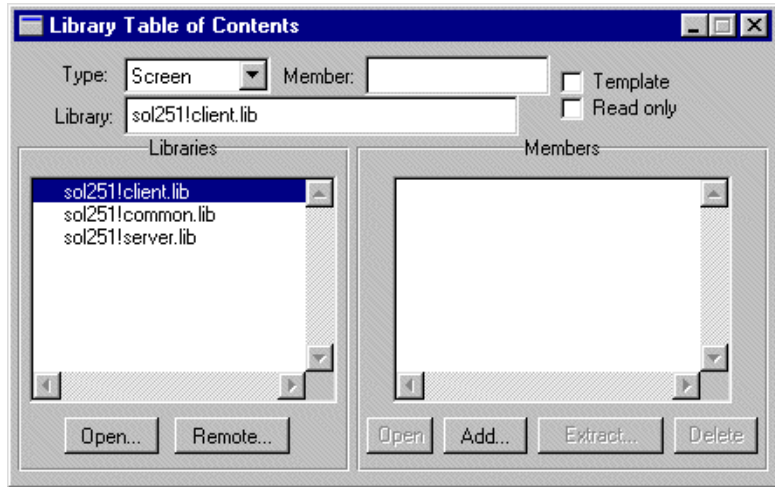 Library Table of Contents
Type: Screen Member: Template
Library: sol251!client.lib Read only
Libraries
sol251!client.lib
sol251!common.lib
sol251!server.lib
Open... Remote...
Members
Open Add... Extract... Delete